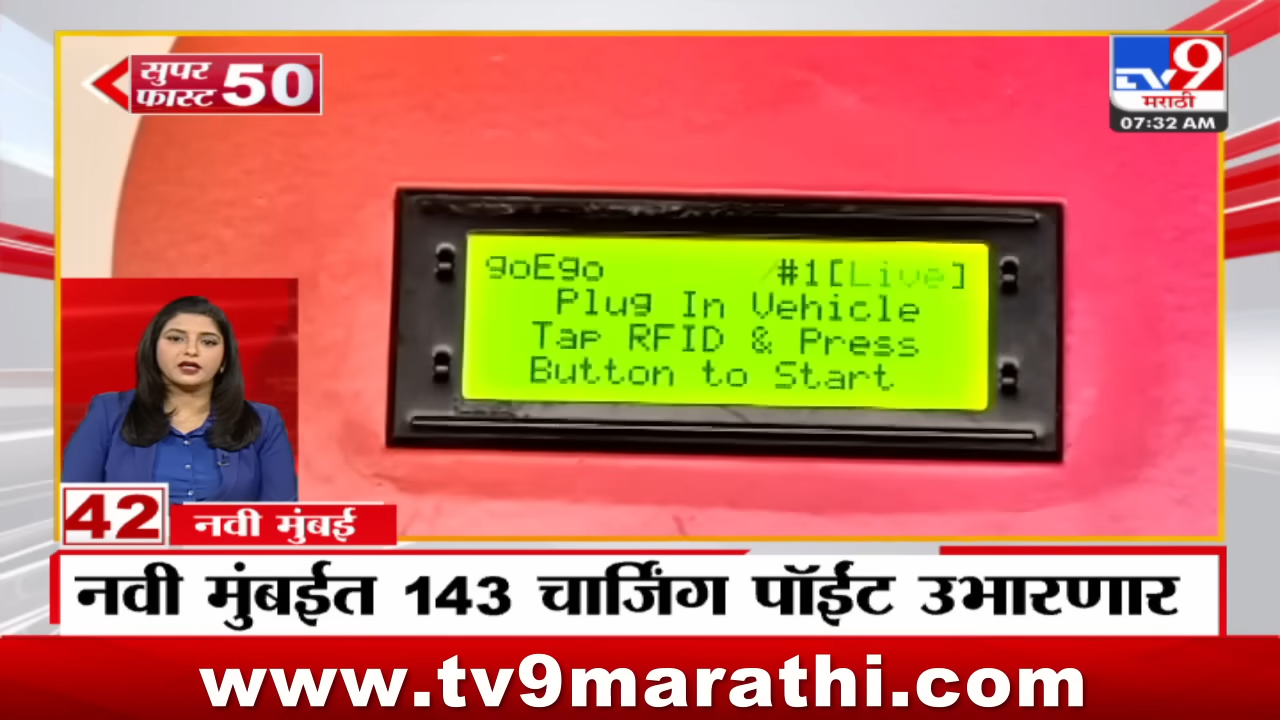 सुपर
फास्ट 50
TV9
मराठी
07:32 AM
goEgo #1[Live]
Plug In Vehicle
Tap RFID & Press
Button to Start
42 नवी मुंबई
नवी मुंबईत 143 चार्जिंग पॉईंट उभारणार
www.tv9marathi.com